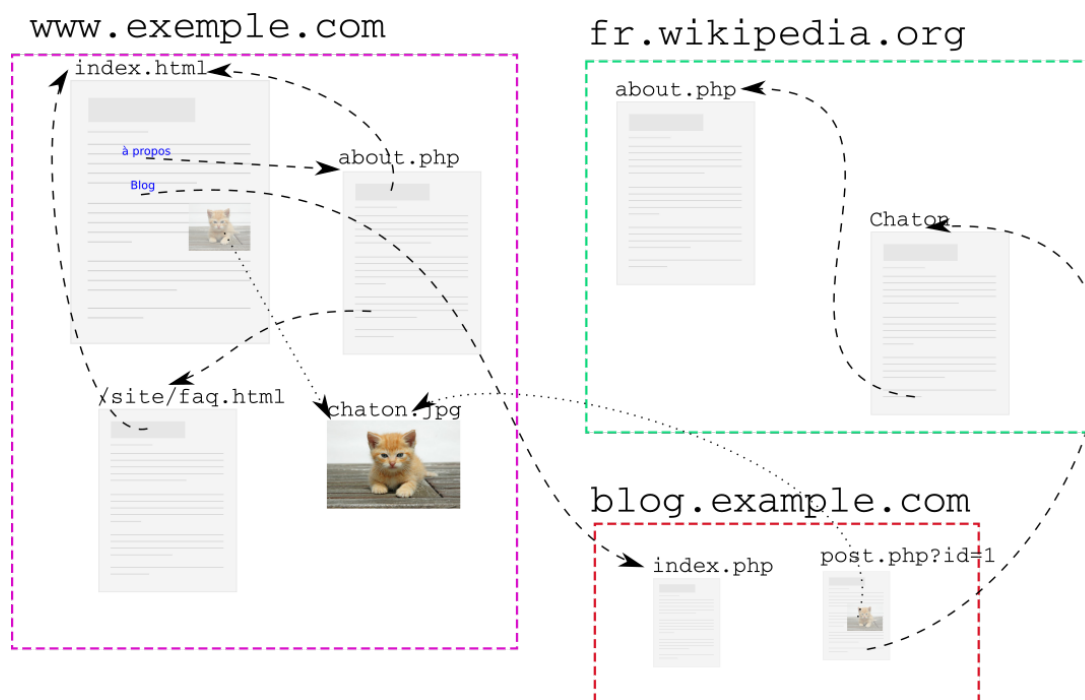 www.exemple.com
index.html
à propos
Blog
about.php
/site/faq.html
chaton.jpg
fr.wikipedia.org
about.php
Chaton
blog.example.com
index.php
post.php?id=1